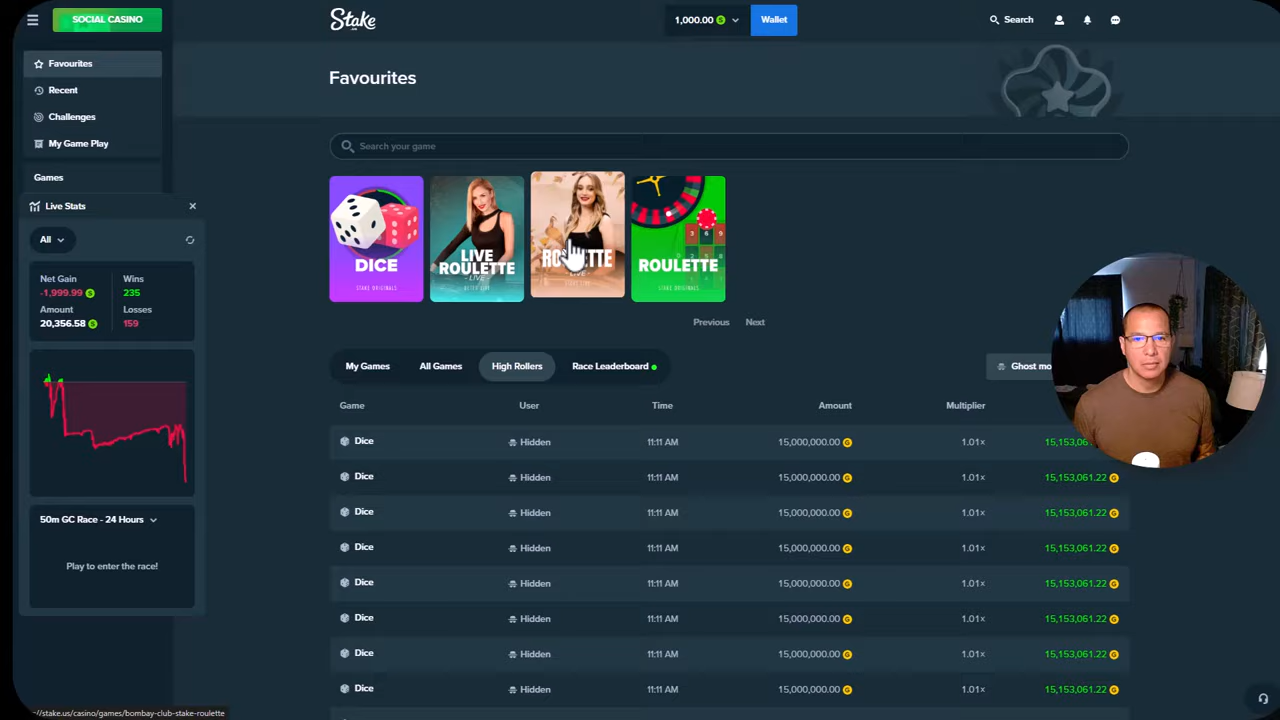 SOCIAL CASINO
Stake
1,000.00
Wallet
Search
Favourites
Recent
Challenges
My Game Play
Games
Favourites
Search your game
DICE
STAKE ORIGINALS
LIVE
ROULETTE
- LIVE -
ROULETTE
STAKE ORIGINALS
Previous
Next
Live Stats
All
Net Gain
-1,999.99
Wins
235
Amount
20,356.58
Losses
159
50m GC Race - 24 Hours
Play to enter the race!
My Games
All Games
High Rollers
Race Leaderboard
Ghost mo
Game User Time Amount Multiplier
Dice Hidden 11:11 AM 15,000,000.00 1.01× 15,153,061.22
Dice Hidden 11:11 AM 15,000,000.00 1.01× 15,153,061.22
Dice Hidden 11:11 AM 15,000,000.00 1.01× 15,153,061.22
Dice Hidden 11:11 AM 15,000,000.00 1.01× 15,153,061.22
Dice Hidden 11:11 AM 15,000,000.00 1.01× 15,153,061.22
Dice Hidden 11:11 AM 15,000,000.00 1.01× 15,153,061.22
Dice Hidden 11:11 AM 15,000,000.00 1.01× 15,153,061.22
Dice Hidden 11:11 AM 15,000,000.00 1.01× 15,153,061.22
://stake.us/casino/games/bombay-club-stake-roulette